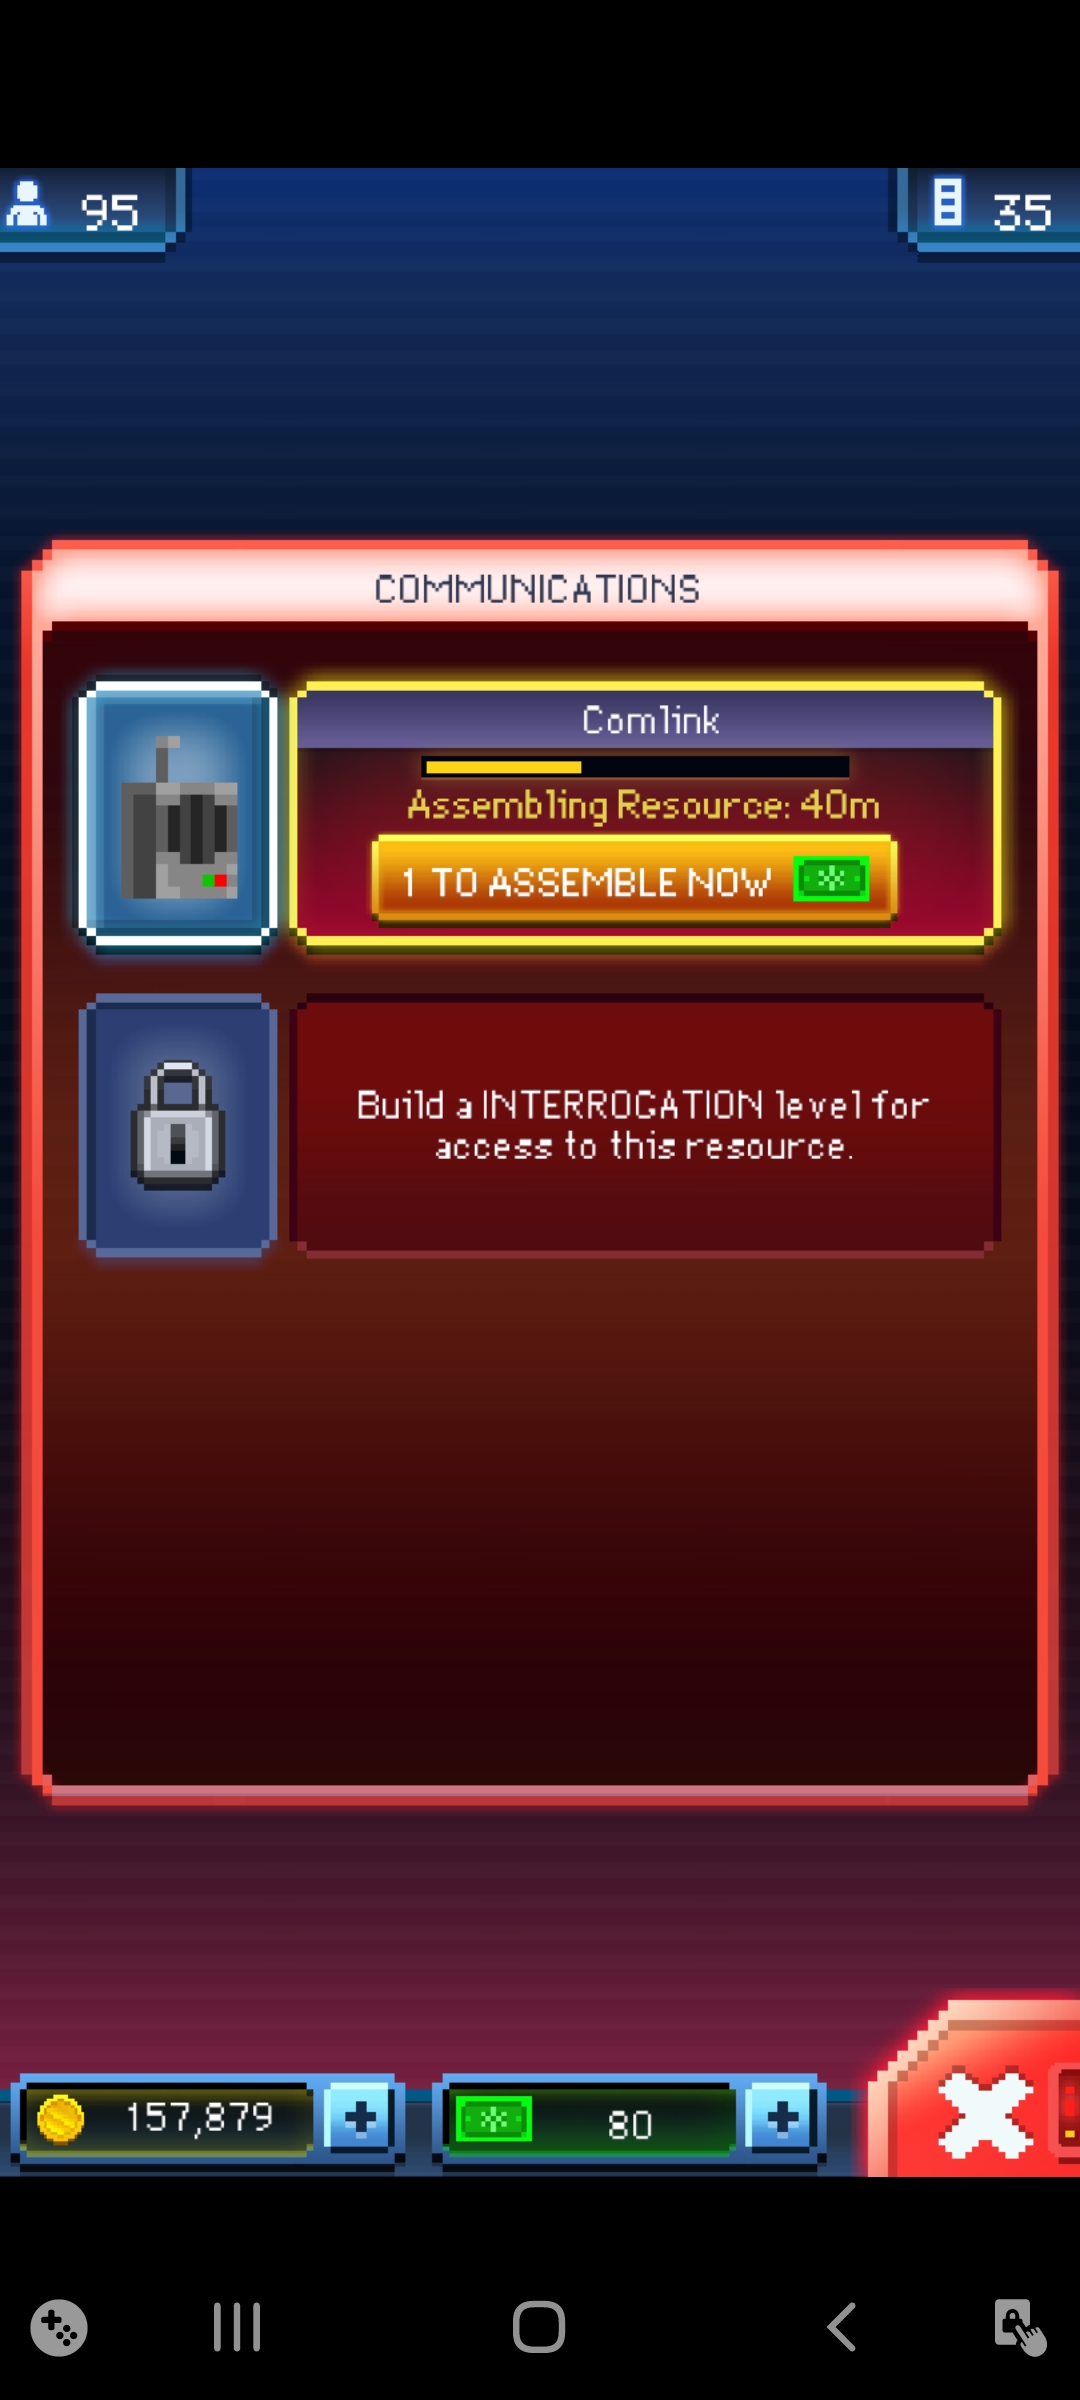 95
35
COMMUNICATIONS
Comlink
Assembling Resource: 40m
1 TO ASSEMBLE NOW
Build a INTERROGATION level for
access to this resource.
157,879
80